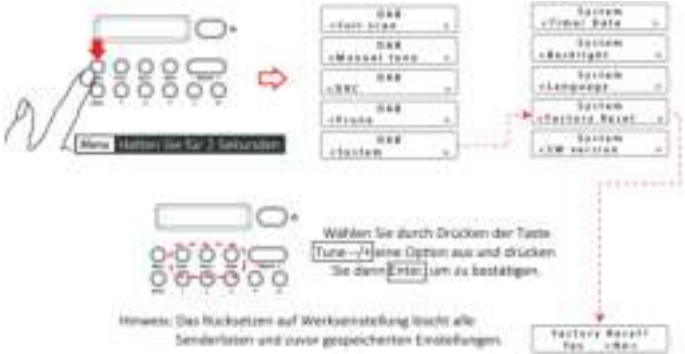 DAB
<Full scan >
DAB
<Manual tune >
DAB
<DRC >
DAB
<Prune >
DAB
<System >
System
<Time/ Date >
System
<Backlight >
System
<Language >
System
<Factory Reset >
System
<SW version >
Menu Halten Sie für 2 Sekunden
Wählen Sie durch Drücken der Taste
Tune -/+ eine Option aus und drücken
Sie dann Enter, um zu bestätigen.
Hinweis: Das Rücksetzen auf Werkseinstellung löscht alle
Senderlisten und zuvor gespeicherten Einstellungen.
Factory Reset?
Yes <No>